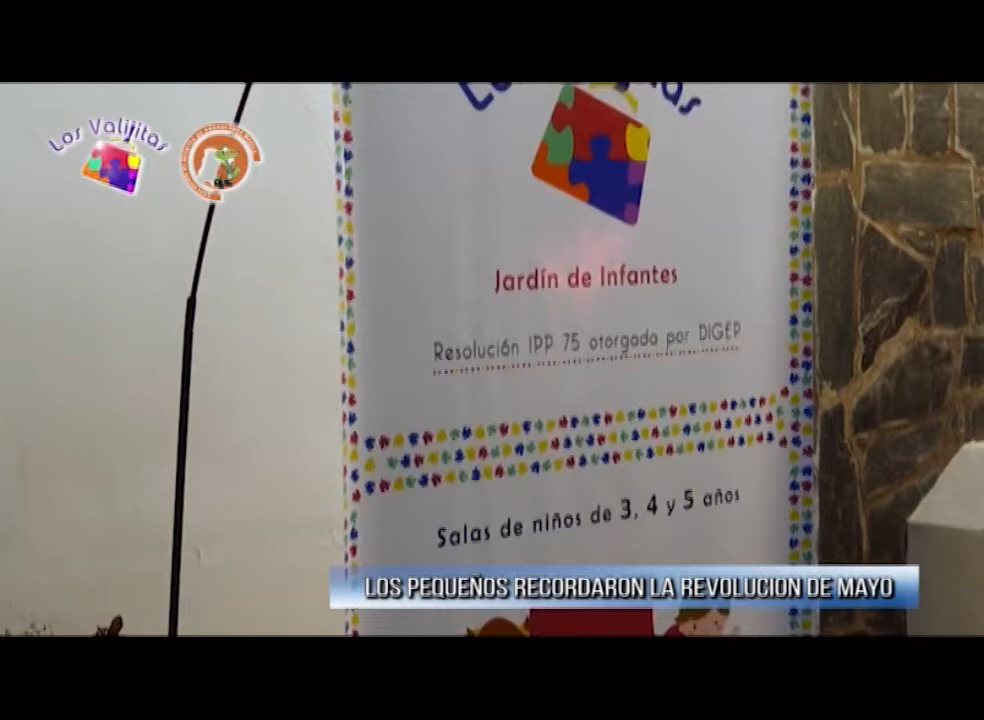 Los Valijitas
Jardín de Infantes
Resolución IPP 75 otorgada por DIGEP
Salas de niños de 3, 4 y 5 años
LOS PEQUEÑOS RECORDARON LA REVOLUCION DE MAYO